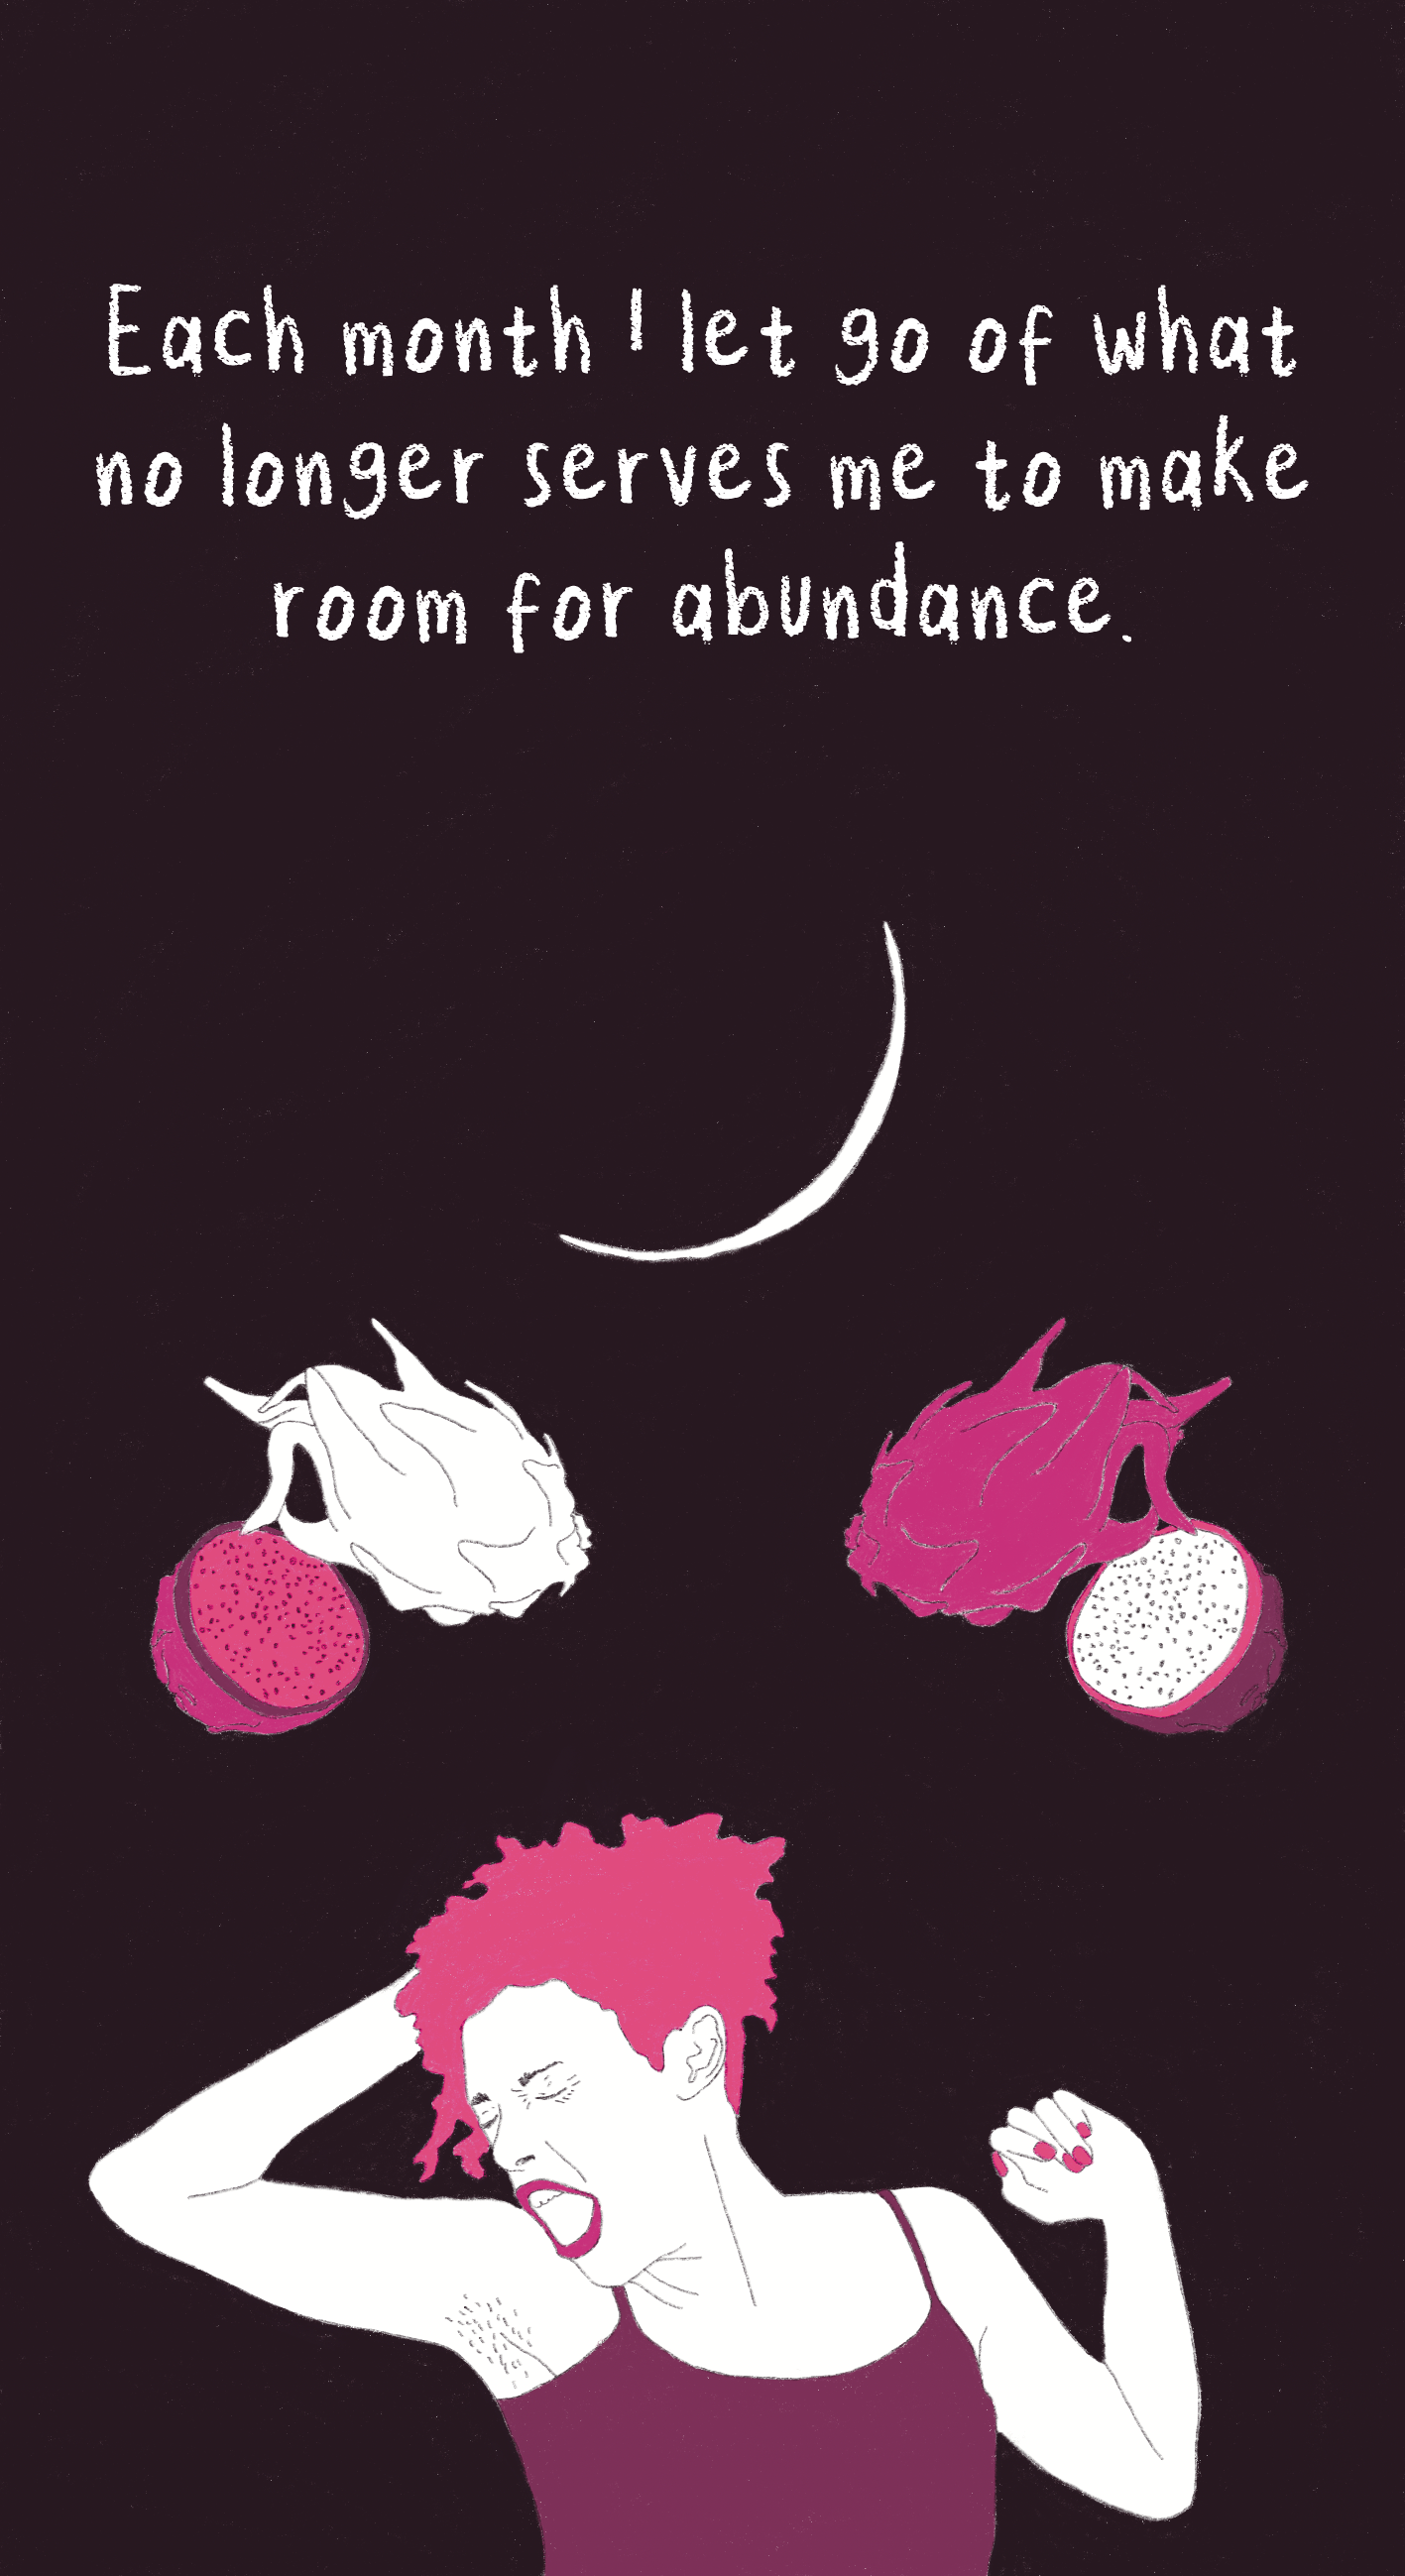 Each month I let go of what
no longer serves me to make
room for abundance.